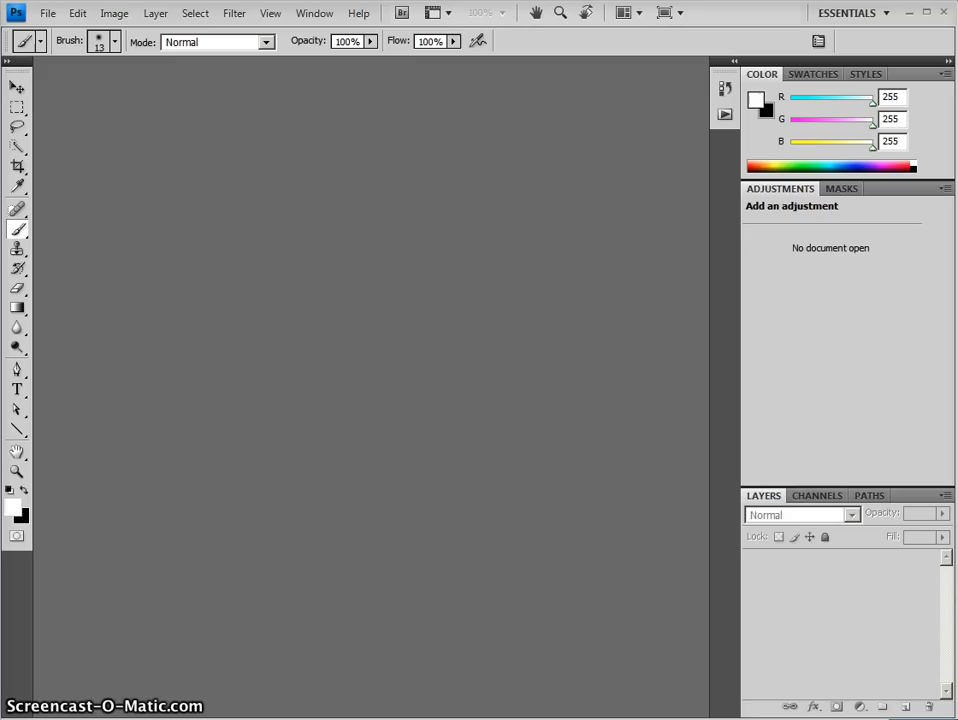 Ps File Edit Image Layer Select Filter View Window Help Br 100% ESSENTIALS
Brush: 13 Mode: Normal Opacity: 100% Flow: 100%
COLOR SWATCHES STYLES
R 255
G 255
B 255
ADJUSTMENTS MASKS
Add an adjustment
No document open
T
LAYERS CHANNELS PATHS
Normal Opacity:
Lock: Fill:
fx
Screencast-O-Matic.com